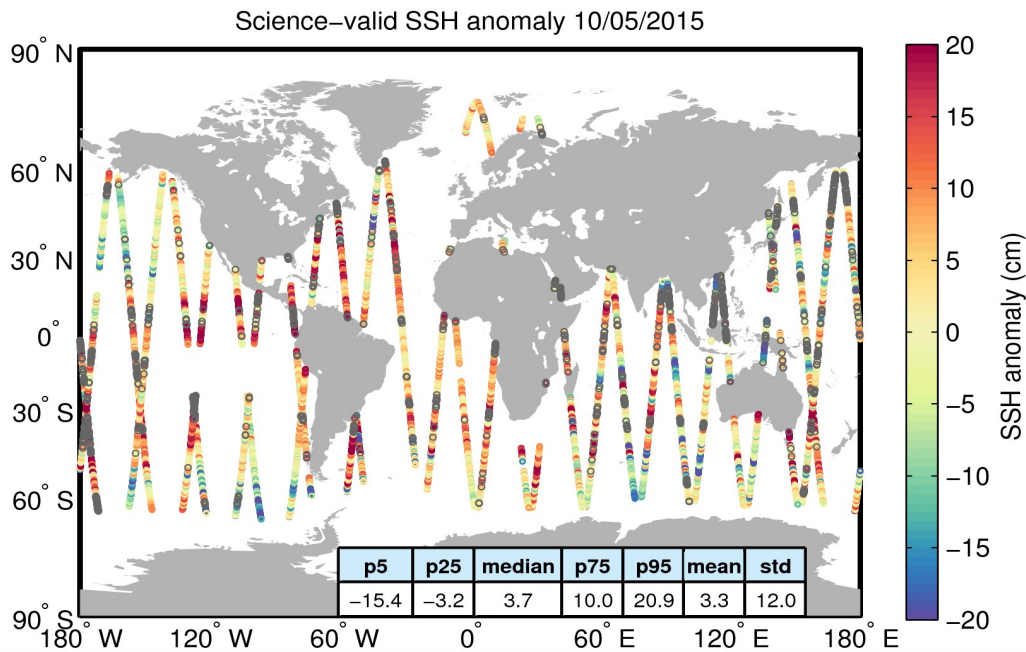 Science−valid SSH anomaly 10/05/2015
90° N
60° N
30° N
0°
30° S
60° S
90° S
180° W
120° W
60° W
0°
60° E
120° E
180° E
p5 p25 median p75 p95 mean std
−15.4 −3.2 3.7 10.0 20.9 3.3 12.0
20
15
10
5
0
−5
−10
−15
−20
SSH anomaly (cm)